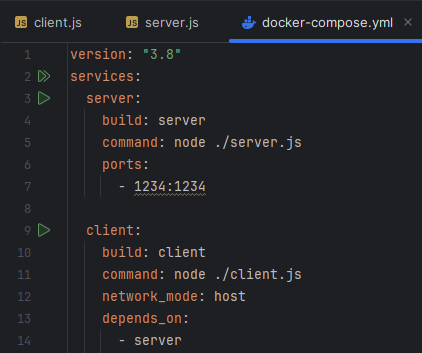 client.js server.js docker-compose.yml
1 version: "3.8"
2 services:
3 server:
4 build: server
5 command: node ./server.js
6 ports:
7 - 1234:1234
8
9 client:
10 build: client
11 command: node ./client.js
12 network_mode: host
13 depends_on:
14 - server